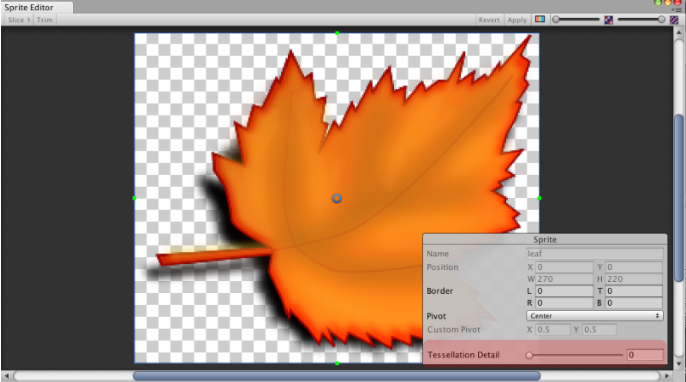 Sprite Editor
Slice Trim Revert Apply
Sprite
Name leaf
Position X 0 Y 0
W 270 H 220
Border L 0 T 0
R 0 B 0
Pivot Center
Custom Pivot X 0.5 Y 0.5
Tessellation Detail 0